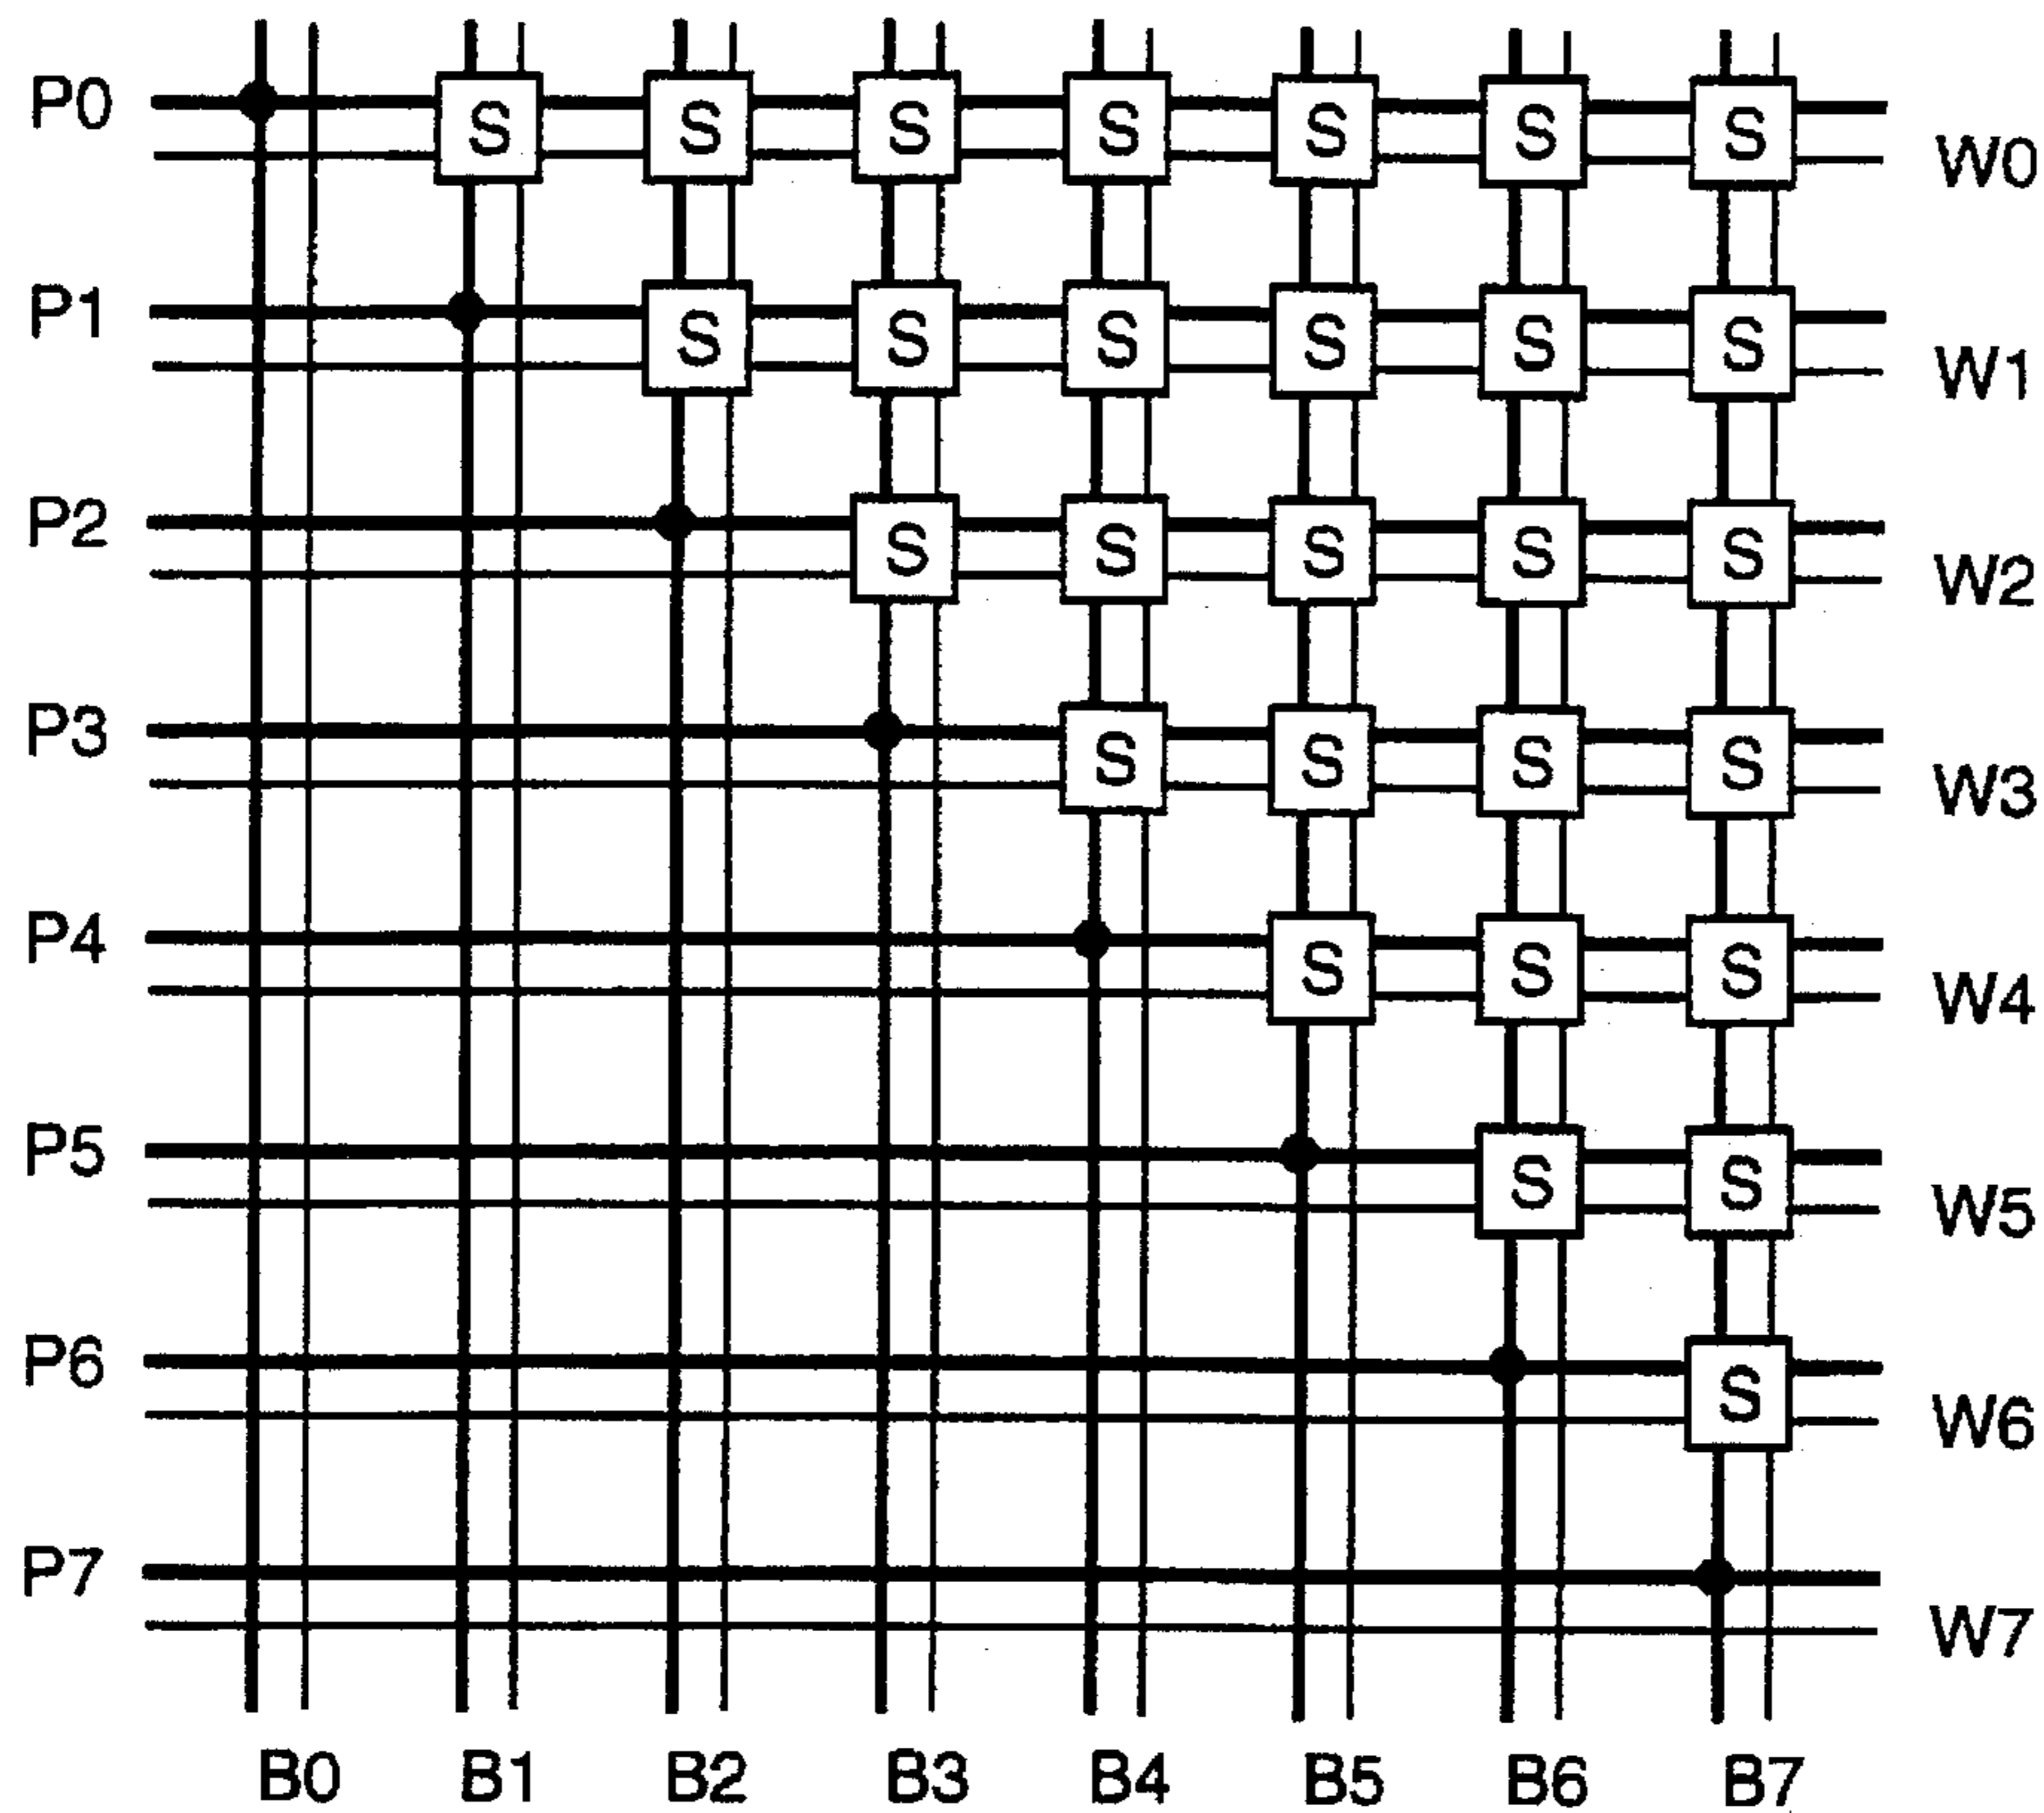 P0 S S S S S S S W0
P1 S S S S S S W1
P2 S S S S S W2
P3 S S S S W3
P4 S S S W4
P5 S S W5
P6 S W6
P7 W7
B0 B1 B2 B3 B4 B5 B6 B7